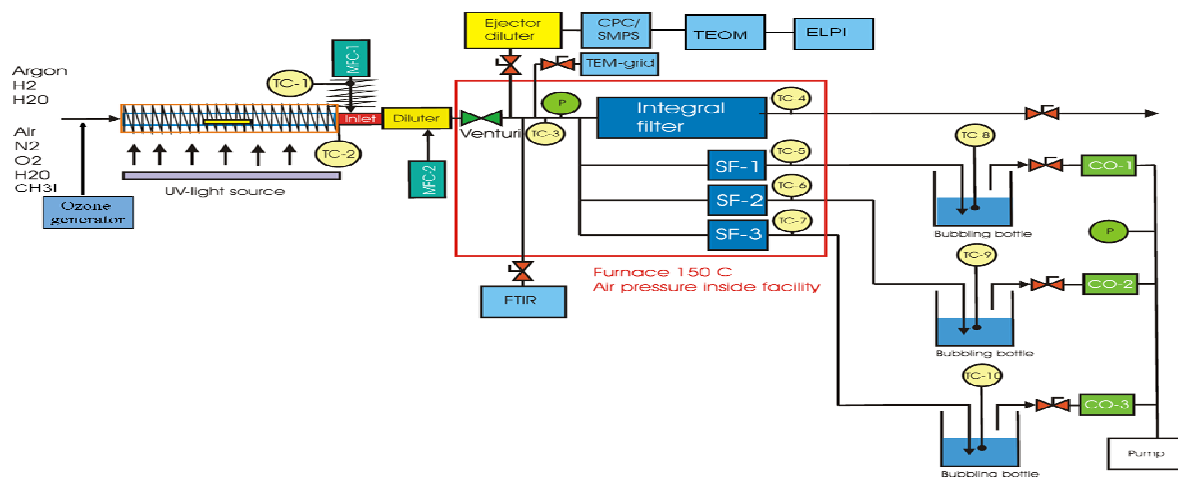 Argon
H2
H20
Air
N2
O2
H20
CH3I
Ozone
generator
UV-light source
TC-1
MFC-1
TC-2
Inlet
Diluter
MFC-2
Venturi
Ejector
diluter
CPC/
SMPS
TEOM
ELPI
TEM-grid
P
TC-3
Integral
filter
TC-4
SF-1
TC-5
SF-2
TC-6
SF-3
TC-7
Furnace 150 C
Air pressure inside facility
FTIR
TC-8
CO-1
Bubbling bottle
P
TC-9
CO-2
Bubbling bottle
TC-10
CO-3
Bubbling bottle
Pump